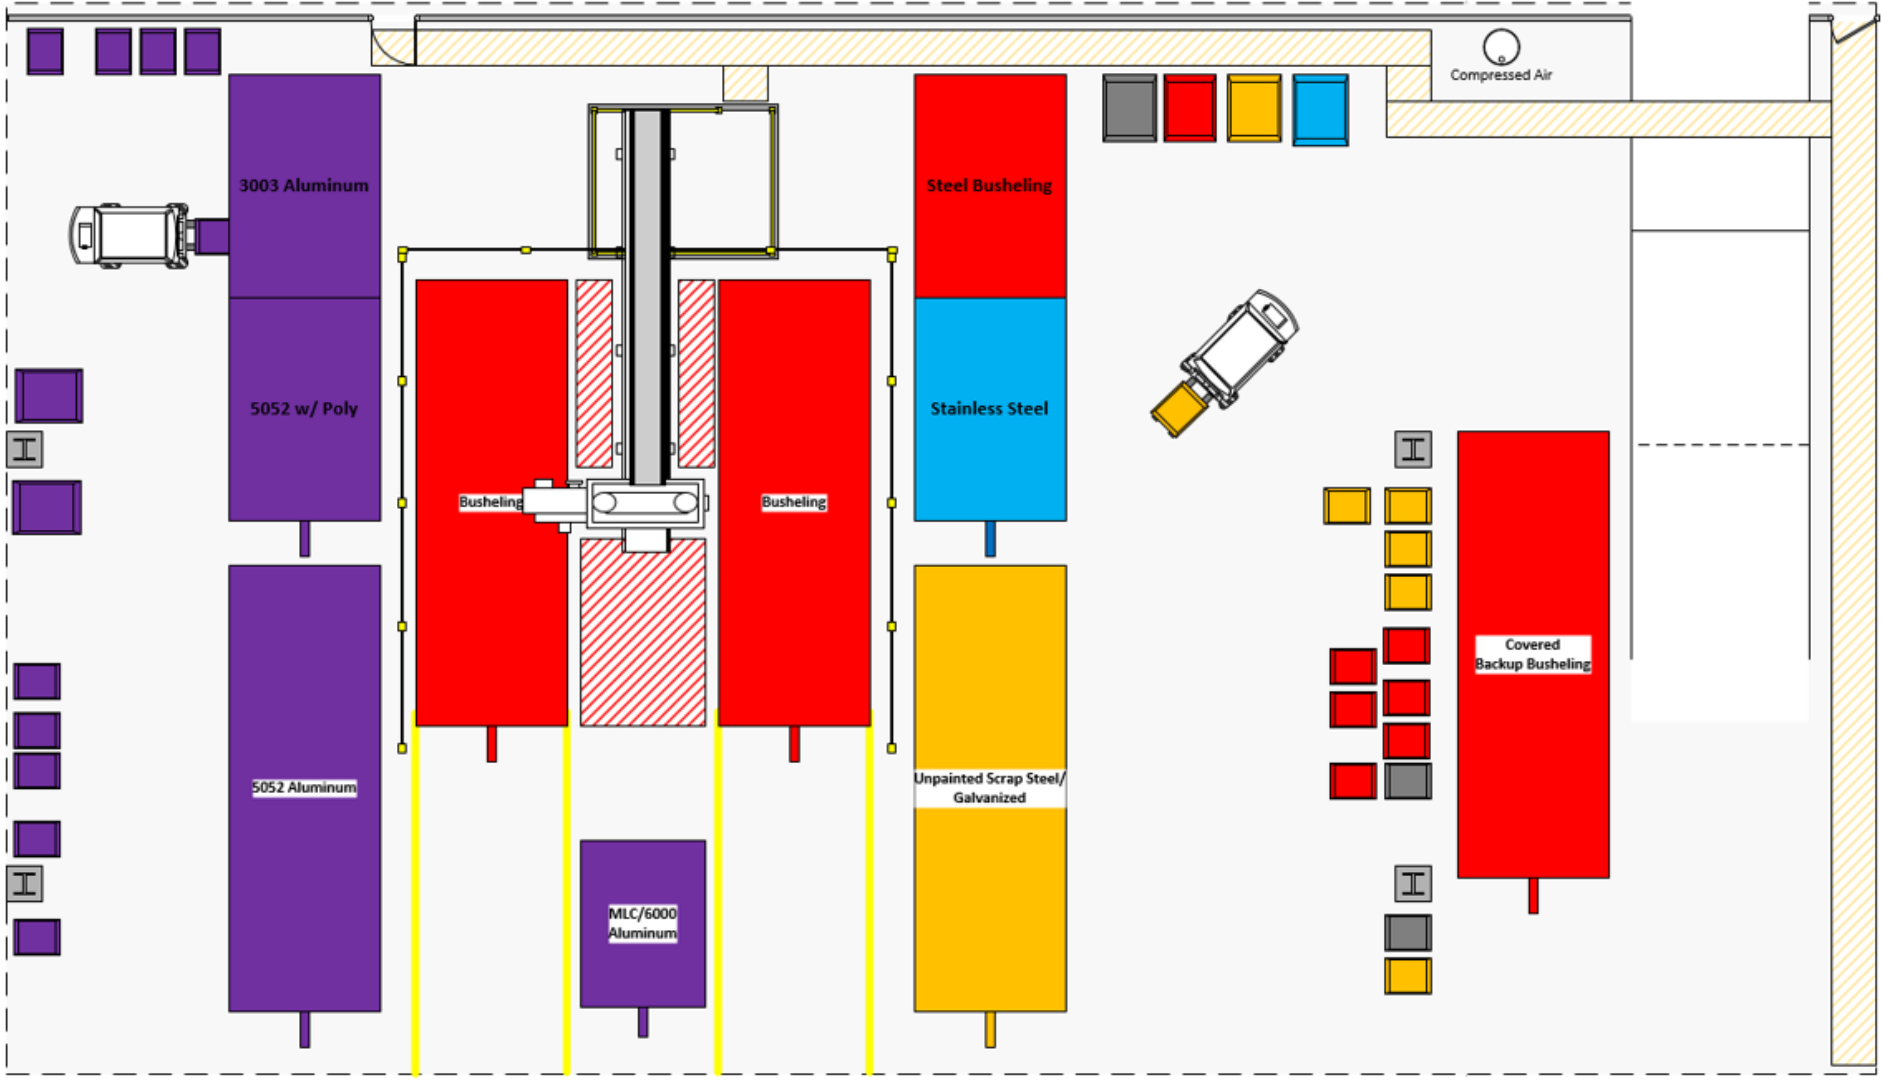 Compressed Air
3003 Aluminum
Steel Busheling
5052 w/ Poly
Stainless Steel
Busheling
Busheling
Covered
Backup Busheling
5052 Aluminum
Unpainted Scrap Steel/
Galvanized
MLC/6000
Aluminum